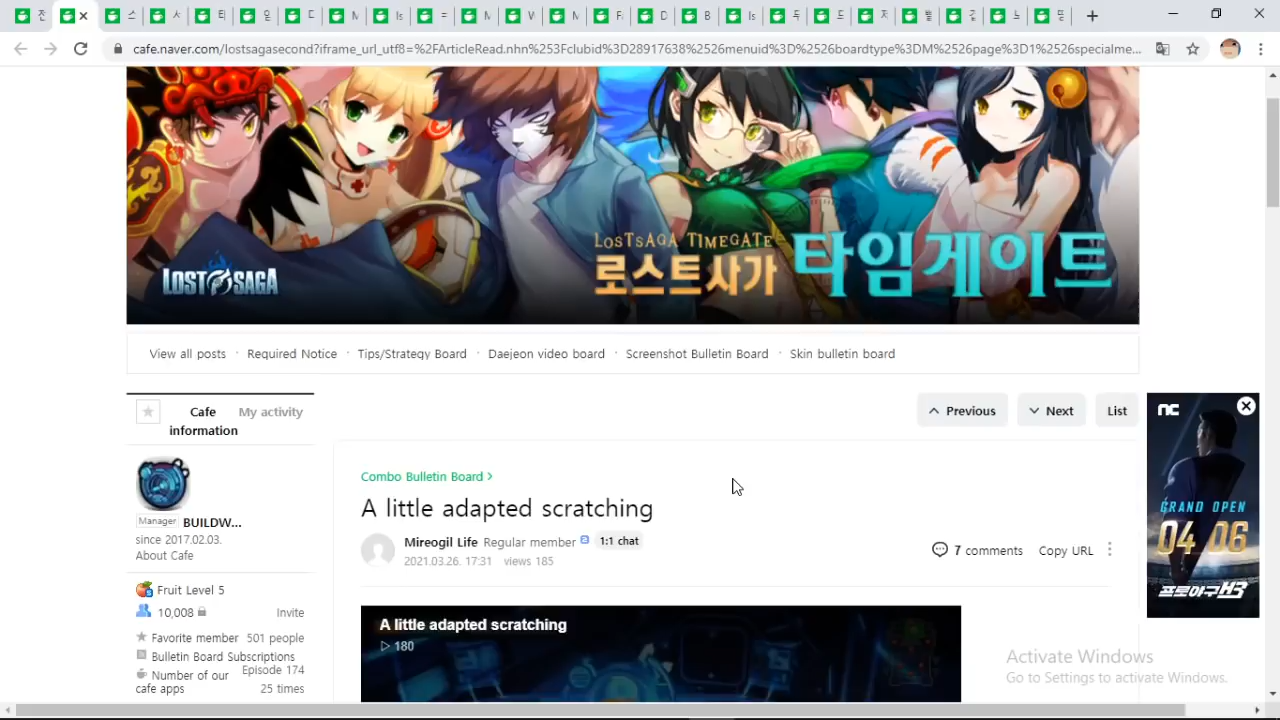 cafe.naver.com/lostsagasecond?iframe_url_utf8=%2FArticleRead.nhn%253Fclubid%3D28917638%2526menuid%3D%2526boardtype%3DM%2526page%3D1%2526specialme...
LOSTSAGA TIMEGATE
로스트사가 타임게이트
LOST SAGA
View all posts · Required Notice · Tips/Strategy Board · Daejeon video board · Screenshot Bulletin Board · Skin bulletin board
Cafe information
My activity
Previous
Next
List
Manager BUILDW...
since 2017.02.03.
About Cafe
Fruit Level 5
10,008
Invite
Favorite member 501 people
Bulletin Board Subscriptions
Episode 174
Number of our
cafe apps
25 times
Combo Bulletin Board >
A little adapted scratching
Mireogil Life Regular member 1:1 chat
2021.03.26. 17:31 views 185
7 comments Copy URL
A little adapted scratching
180
nc
GRAND OPEN
04 06
프로야구H3
Activate Windows
Go to Settings to activate Windows.